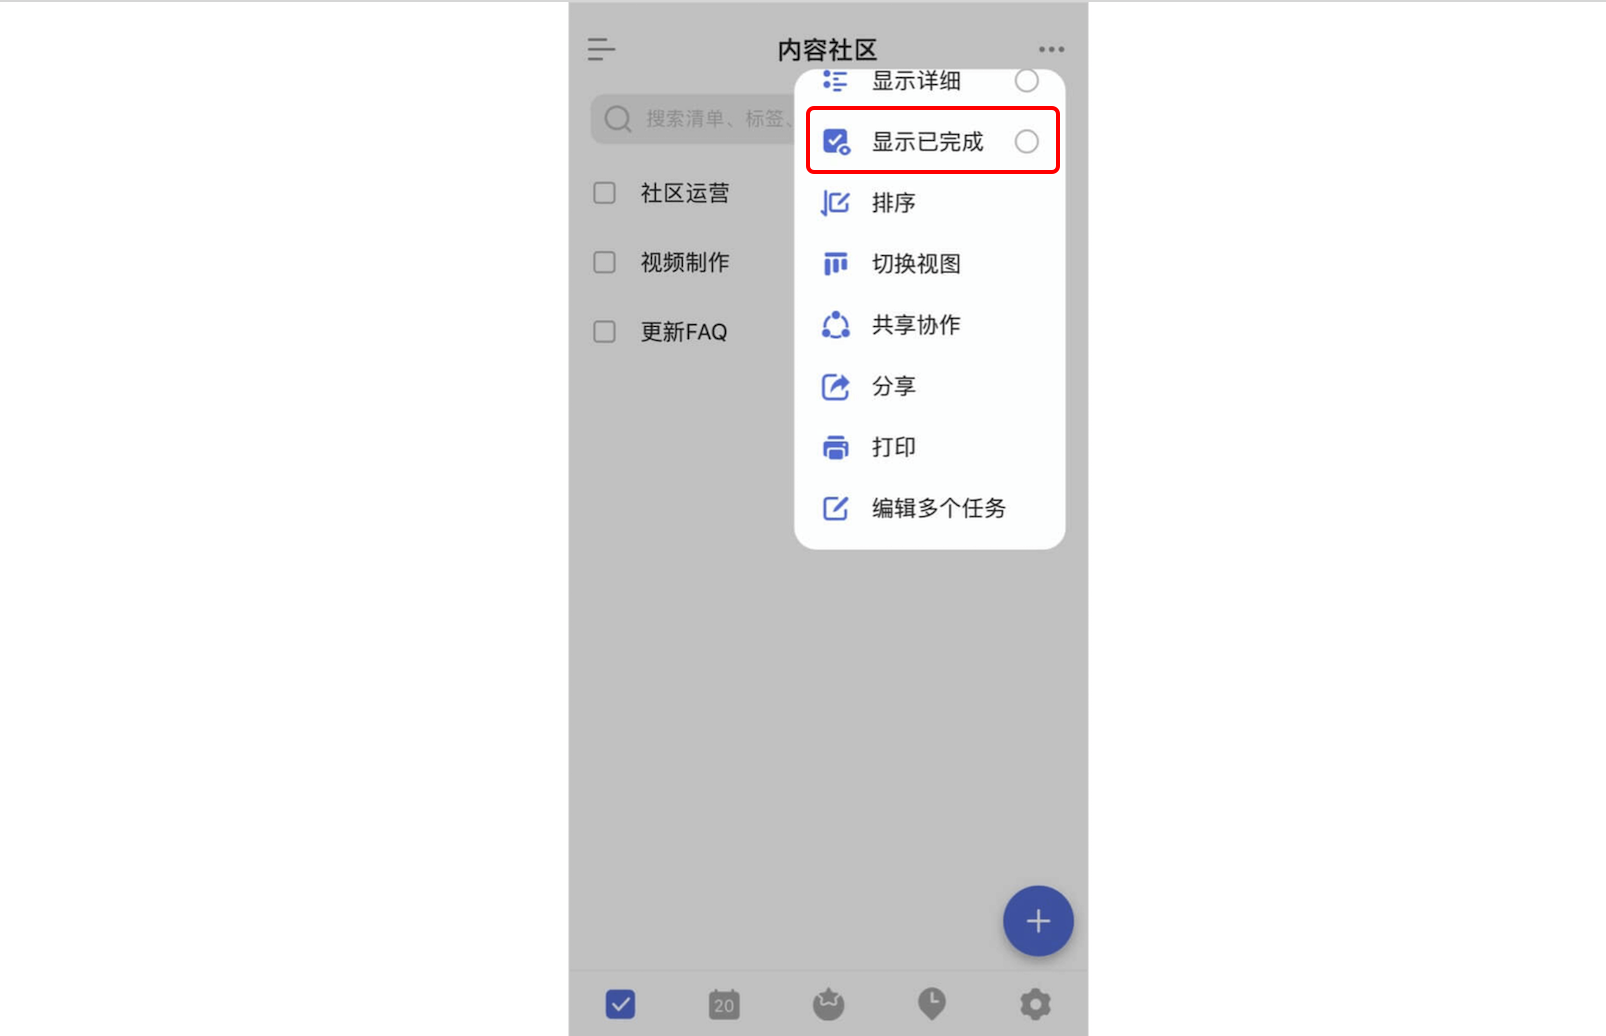 内容社区
搜索清单、标签、
显示详细
显示已完成
社区运营
排序
视频制作
切换视图
更新FAQ
共享协作
分享
打印
编辑多个任务
20